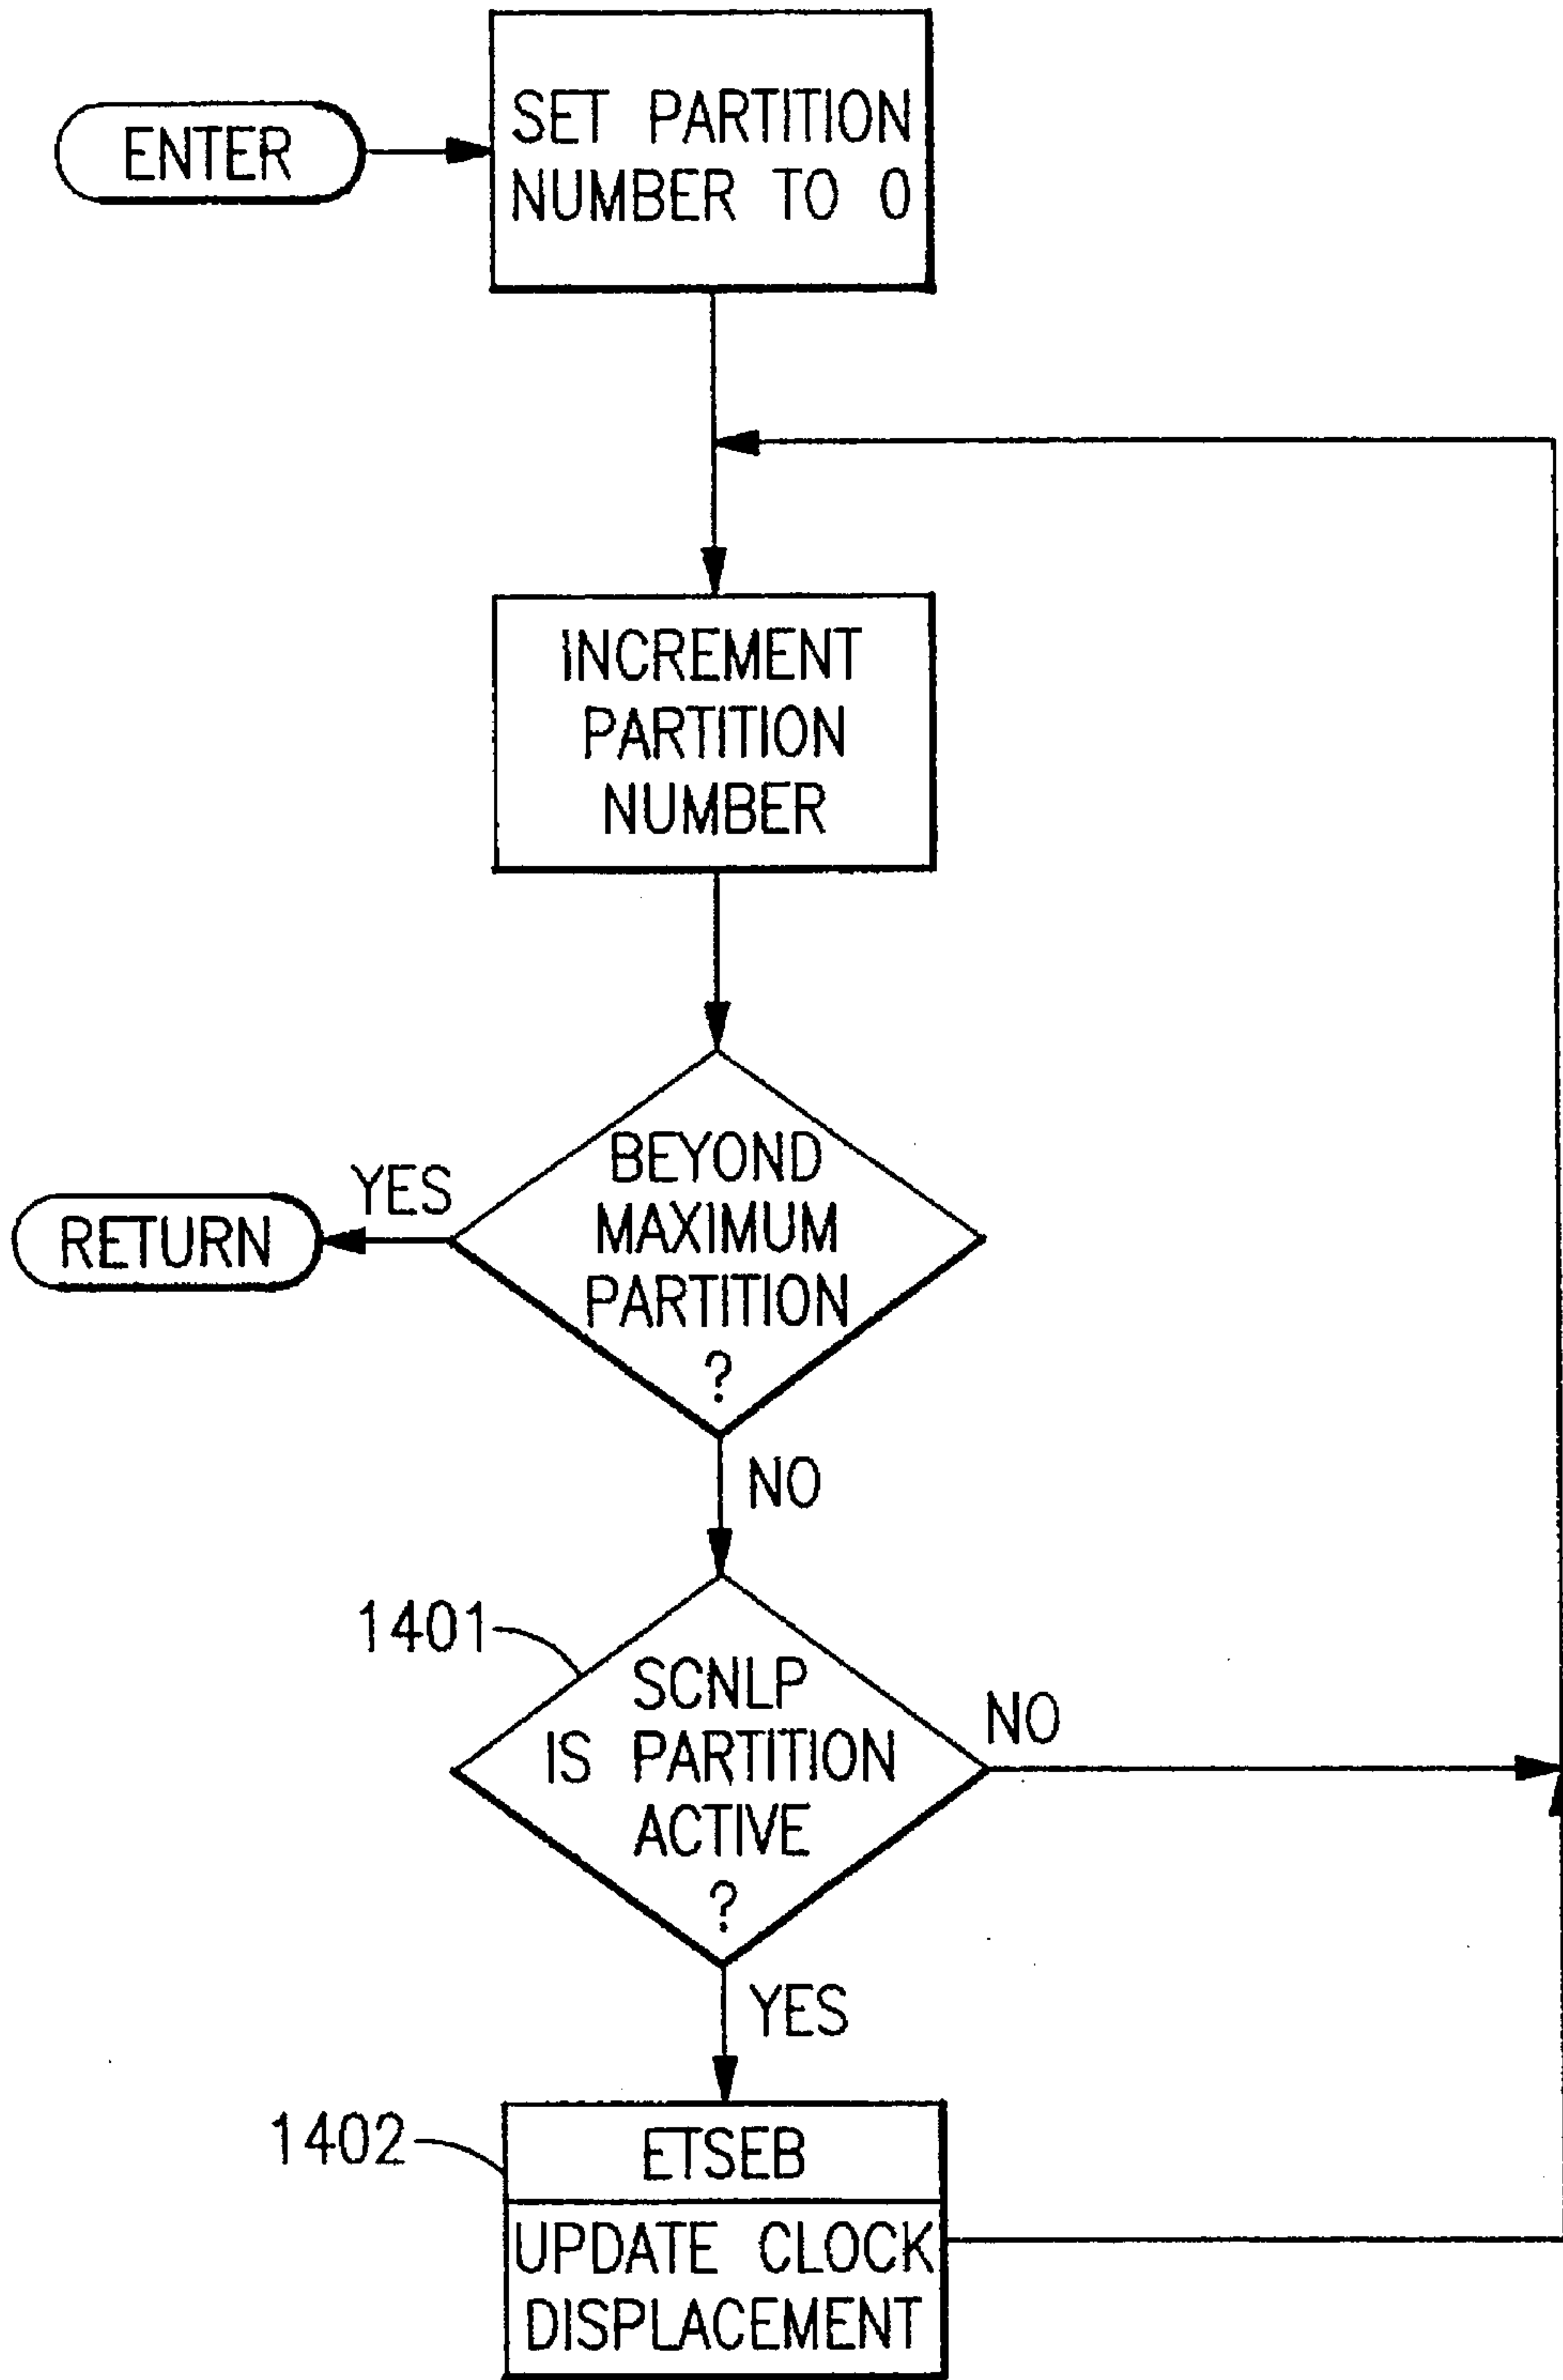 ENTER
SET PARTITION
NUMBER TO 0
INCREMENT
PARTITION
NUMBER
BEYOND
MAXIMUM
PARTITION
?
YES
RETURN
NO
1401
SCNLP
IS PARTITION
ACTIVE
?
NO
YES
1402
ETSEB
UPDATE CLOCK
DISPLACEMENT